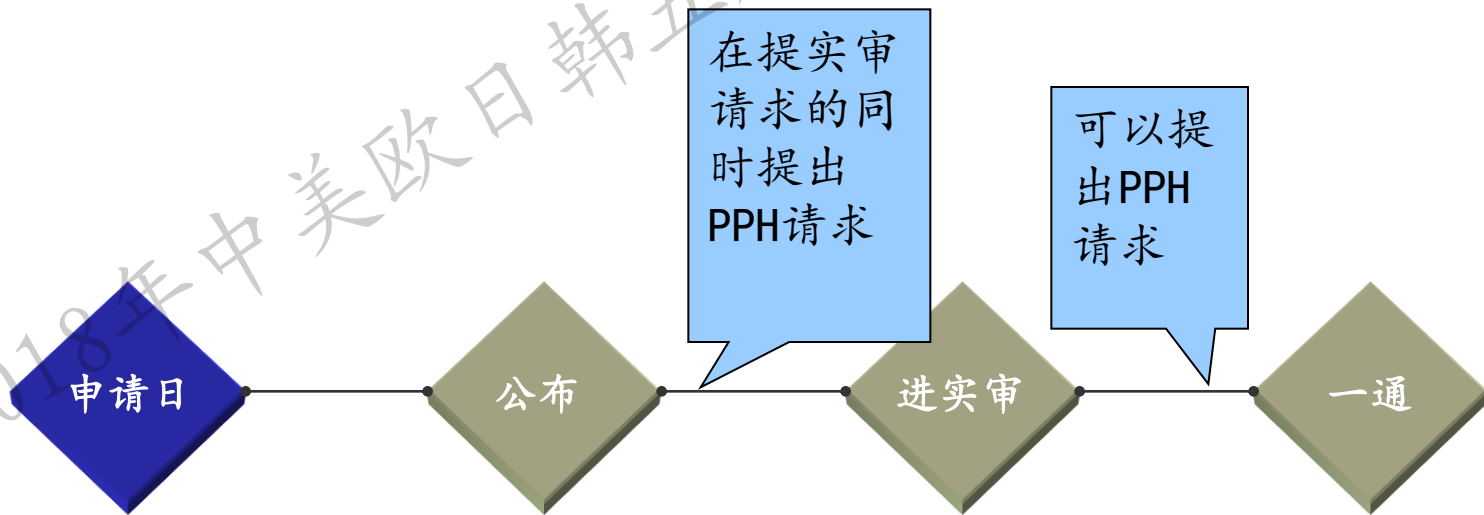 在提实审
请求的同
时提出
PPH请求
可以提
出PPH
请求
申请日
公布
进实审
一通
018年中美欧日韩五